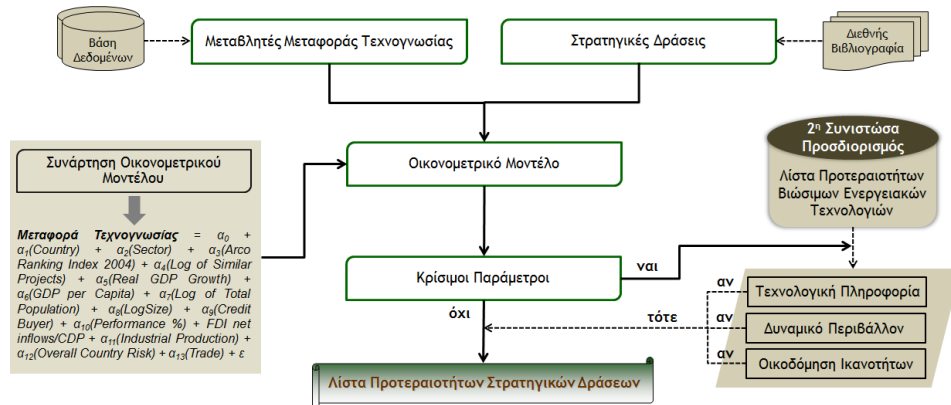 Βάση
Δεδομένων
Μεταβλητές Μεταφοράς Τεχνογνωσίας
Στρατηγικές Δράσεις
Διεθνής
Βιβλιογραφία
Συνάρτηση Οικονομετρικού
Μοντέλου
Μεταφορά Τεχνογνωσίας = α0 +
α1(Country) + α2(Sector) + α3(Arco
Ranking Index 2004) + α4(Log of Similar
Projects) + α5(Real GDP Growth) +
α6(GDP per Capita) + α7(Log of Total
Population) + α8(LogSize) + α9(Credit
Buyer) + α10(Performance %) + FDI net
inflows/CDP + α11(Industrial Production) +
α12(Overall Country Risk) + α13(Trade) + ε
Οικονομετρικό Μοντέλο
2η Συνιστώσα
Προσδιορισμός
Λίστα Προτεραιοτήτων
Βιώσιμων Ενεργειακών
Τεχνολογιών
Κρίσιμοι Παράμετροι
ναι
όχι
τότε
αν
Τεχνολογική Πληροφορία
αν
Δυναμικό Περιβάλλον
αν
Οικοδόμηση Ικανοτήτων
Λίστα Προτεραιοτήτων Στρατηγικών Δράσεων